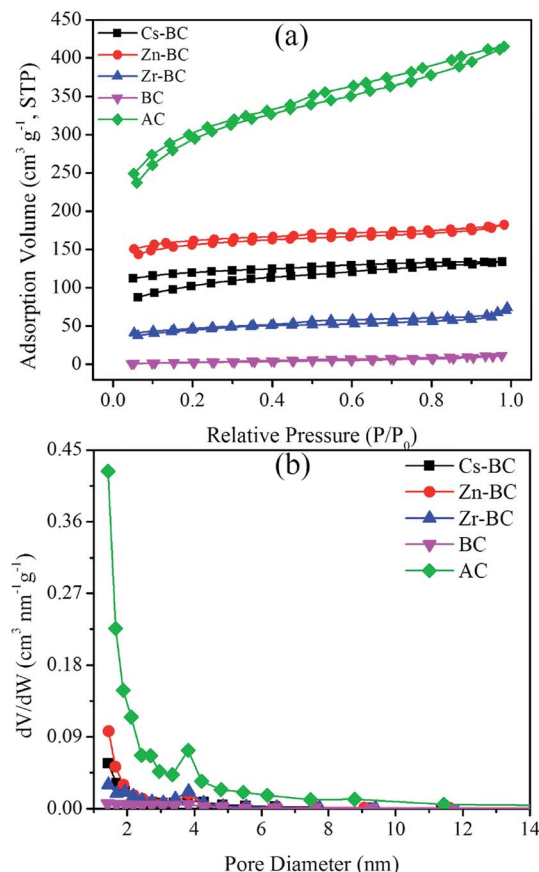 (a)
Cs-BC
Zn-BC
Zr-BC
BC
AC
Adsorption Volume (cm³ g⁻¹, STP)
450
400
350
300
250
200
150
100
50
0
0.0 0.2 0.4 0.6 0.8 1.0
Relative Pressure (P/P₀)
(b)
Cs-BC
Zn-BC
Zr-BC
BC
AC
dV/dW (cm³ nm⁻¹g⁻¹)
0.45
0.36
0.27
0.18
0.09
0.00
2 4 6 8 10 12 14
Pore Diameter (nm)